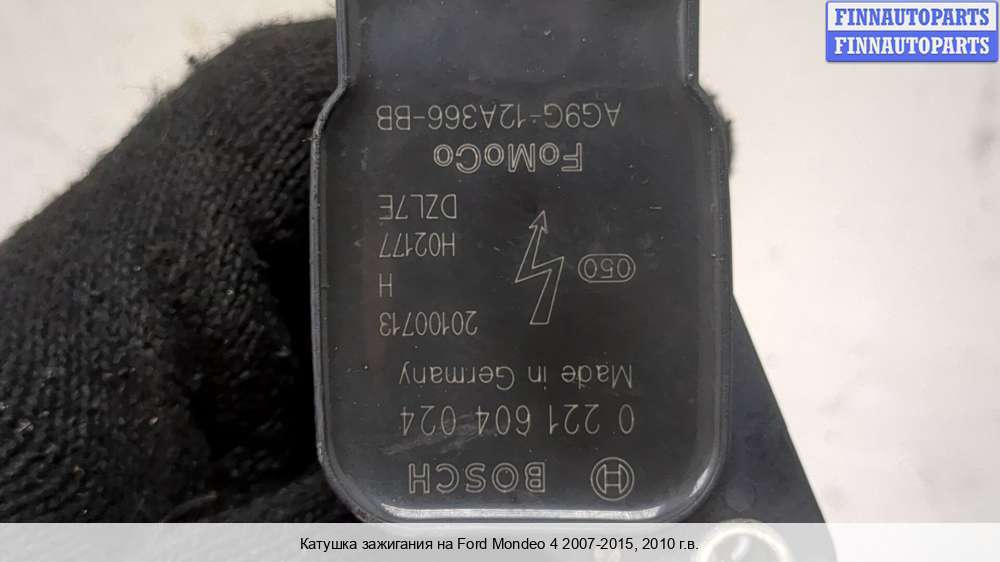 FINNAUTOPARTS
FINNAUTOPARTS
BOSCH
0 221 604 024
Made in Germany
20100713
H
050
H02177
DZL7E
FoMoCo
AG9G-12A366-BB
Катушка зажигания на Ford Mondeo 4 2007-2015, 2010 г.в.